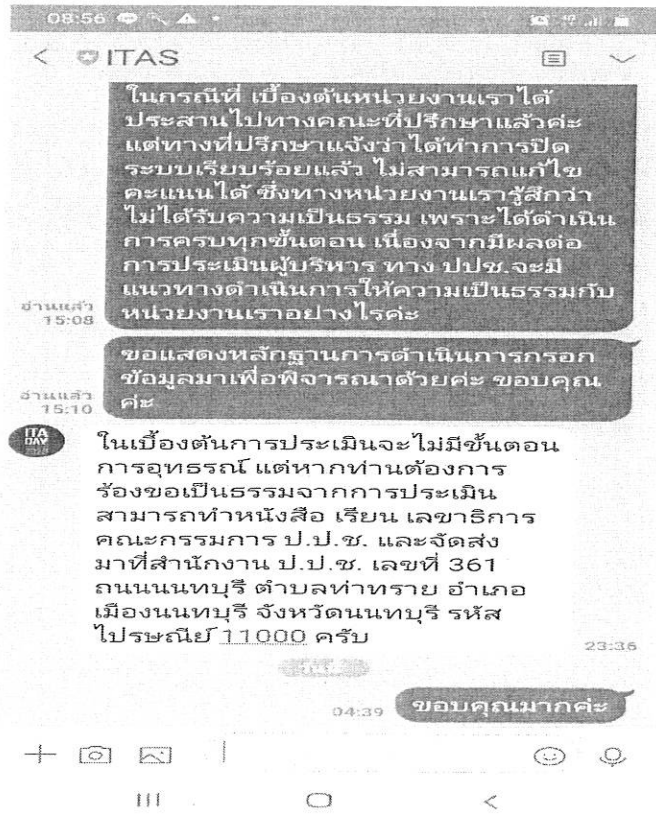 08:56
ITAS
ในกรณีที่ เบื้องต้นหน่วยงานเราได้
ประสานไปทางคณะที่ปรึกษาแล้วค่ะ
แต่ทางที่ปรึกษาแจ้งว่าได้ทำการปิด
ระบบเรียบร้อยแล้ว ไม่สามารถแก้ไข
คะแนนได้ ซึ่งทางหน่วยงานเรารู้สึกว่า
ไม่ได้รับความเป็นธรรม เพราะได้ดำเนิน
การครบทุกขั้นตอน เนื่องจากมีผลต่อ
การประเมินผู้บริหาร ทาง ปปช.จะมี
แนวทางดำเนินการให้ความเป็นธรรมกับ
หน่วยงานเราอย่างไรค่ะ
อ่านแล้ว
15:08
ขอแสดงหลักฐานการดำเนินการกรอก
ข้อมูลมาเพื่อพิจารณาด้วยค่ะ ขอบคุณ
ค่ะ
อ่านแล้ว
15:10
ITA
DAY
ในเบื้องต้นการประเมินจะไม่มีขั้นตอน
การอุทธรณ์ แต่หากท่านต้องการ
ร้องขอเป็นธรรมจากการประเมิน
สามารถทำหนังสือ เรียน เลขาธิการ
คณะกรรมการ ป.ป.ช. และจัดส่ง
มาที่สำนักงาน ป.ป.ช. เลขที่ 361
ถนนนนทบุรี ตำบลท่าทราย อำเภอ
เมืองนนทบุรี จังหวัดนนทบุรี รหัส
ไปรษณีย์ 11000 ครับ
23:36
วันนี้
ขอบคุณมากค่ะ
04:39